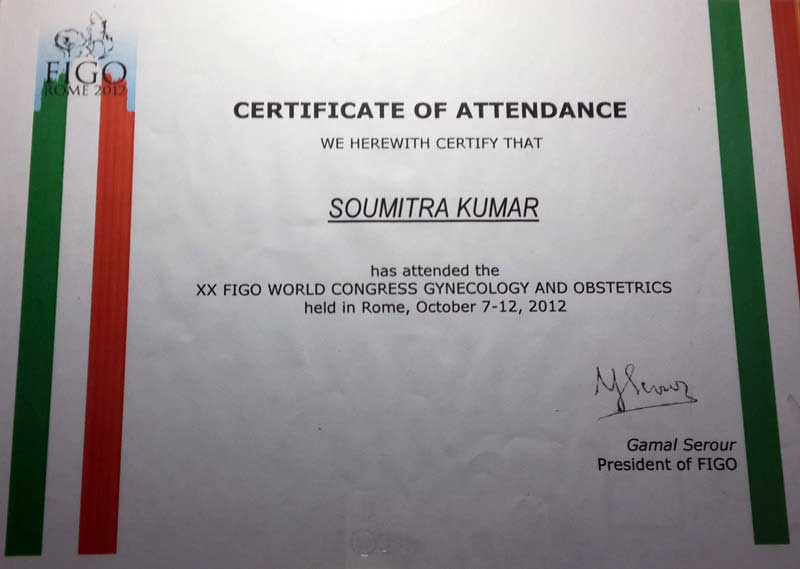 FIGO
ROME 2012
CERTIFICATE OF ATTENDANCE
WE HEREWITH CERTIFY THAT
SOUMITRA KUMAR
has attended the
XX FIGO WORLD CONGRESS GYNECOLOGY AND OBSTETRICS
held in Rome, October 7-12, 2012
Gamal Serour
President of FIGO